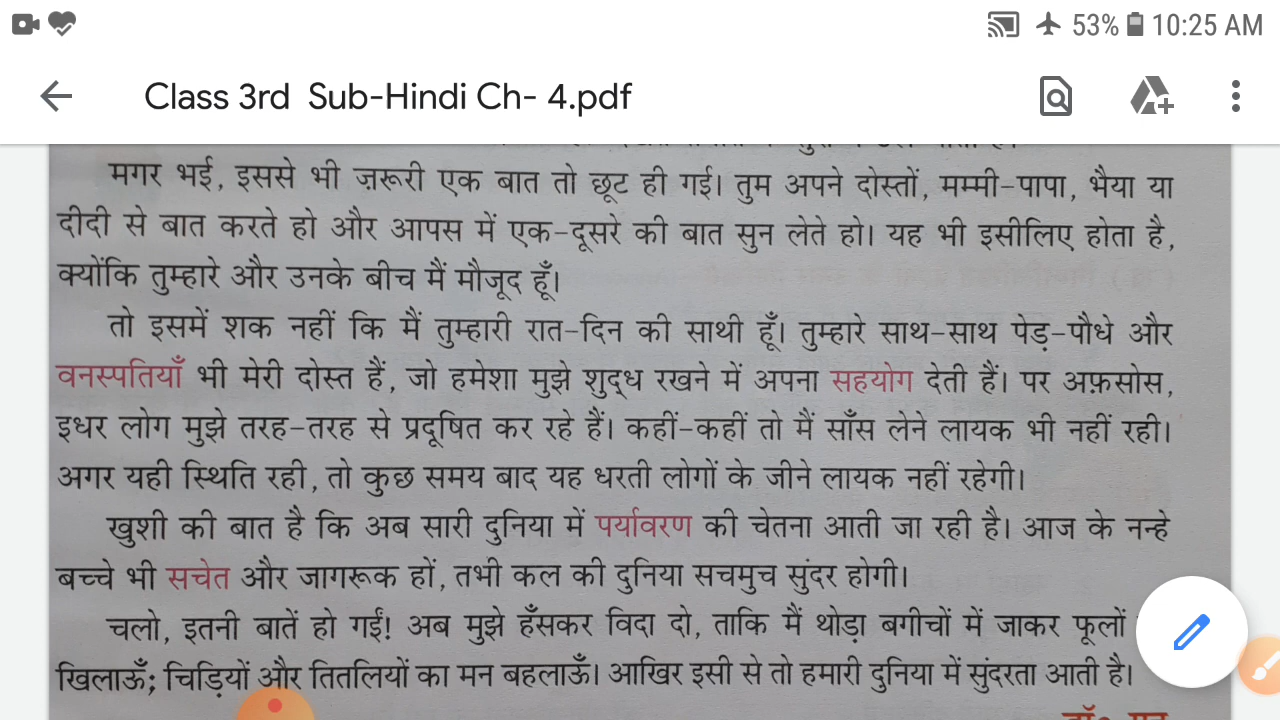 53% 10:25 AM
Class 3rd Sub-Hindi Ch- 4.pdf
मगर भई, इससे भी ज़रूरी एक बात तो छूट ही गई। तुम अपने दोस्तों, मम्मी-पापा, भैया या
दीदी से बात करते हो और आपस में एक-दूसरे की बात सुन लेते हो। यह भी इसीलिए होता है,
क्योंकि तुम्हारे और उनके बीच मैं मौजूद हूँ।
तो इसमें शक नहीं कि मैं तुम्हारी रात-दिन की साथी हूँ। तुम्हारे साथ-साथ पेड़-पौधे और
वनस्पतियाँ भी मेरी दोस्त हैं, जो हमेशा मुझे शुद्ध रखने में अपना सहयोग देती हैं। पर अफ़सोस,
इधर लोग मुझे तरह-तरह से प्रदूषित कर रहे हैं। कहीं-कहीं तो मैं साँस लेने लायक भी नहीं रही।
अगर यही स्थिति रही, तो कुछ समय बाद यह धरती लोगों के जीने लायक नहीं रहेगी।
खुशी की बात है कि अब सारी दुनिया में पर्यावरण की चेतना आती जा रही है। आज के नन्हे
बच्चे भी सचेत और जागरूक हों, तभी कल की दुनिया सचमुच सुंदर होगी।
चलो, इतनी बातें हो गईं! अब मुझे हँसकर विदा दो, ताकि मैं थोड़ा बगीचों में जाकर फूलों
खिलाऊँ; चिड़ियों और तितलियों का मन बहलाऊँ। आखिर इसी से तो हमारी दुनिया में सुंदरता आती है।